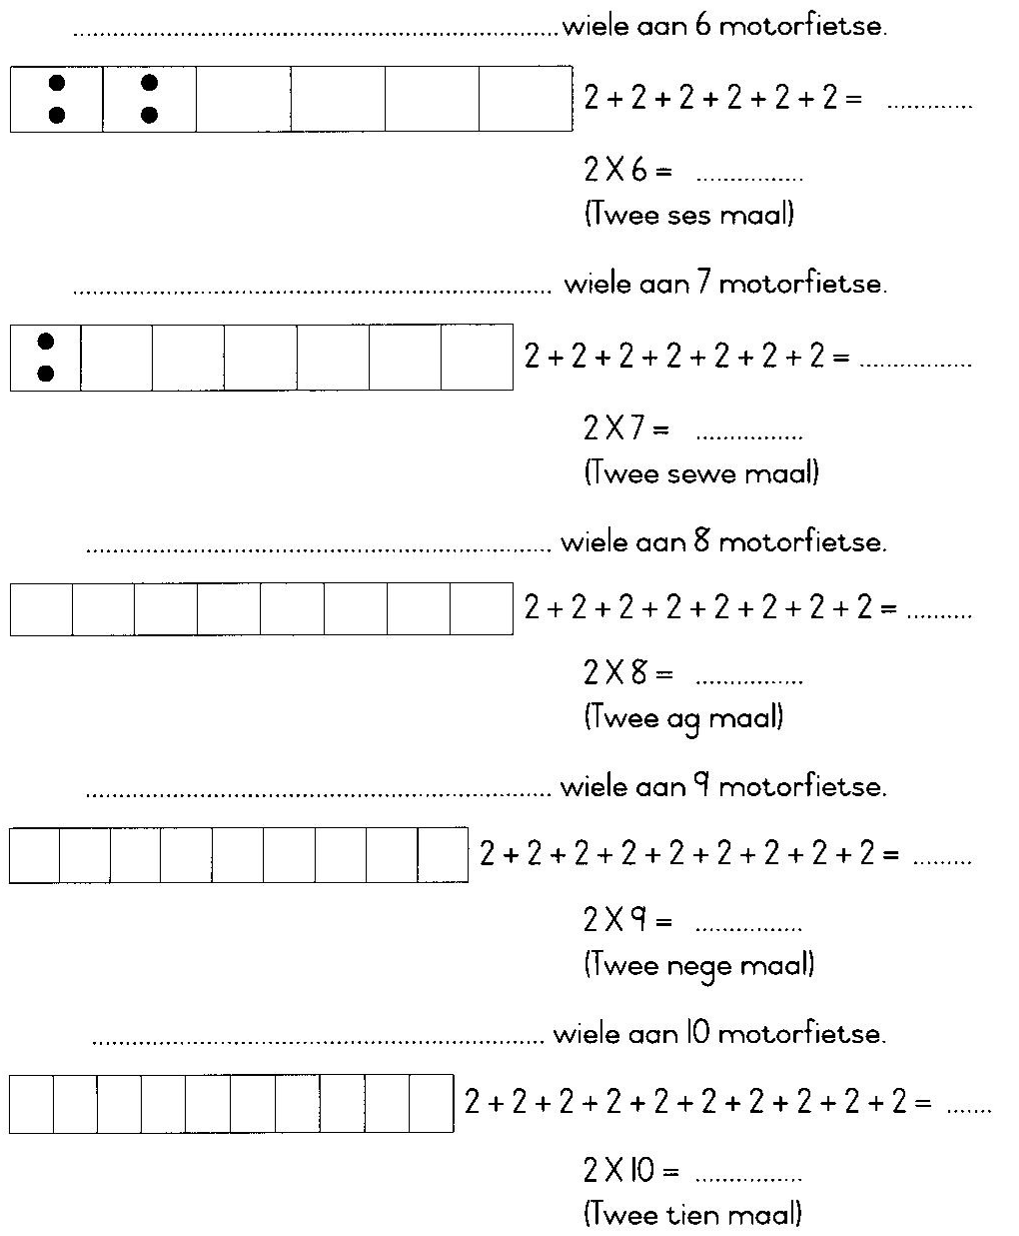 .................... wiele aan 6 motorfietse.
2 + 2 + 2 + 2 + 2 + 2 = ............
2 X 6 = ................
(Twee ses maal)
.................... wiele aan 7 motorfietse.
2 + 2 + 2 + 2 + 2 + 2 + 2 = ................
2 X 7 = ................
(Twee sewe maal)
.................... wiele aan 8 motorfietse.
2 + 2 + 2 + 2 + 2 + 2 + 2 + 2 = ..........
2 X 8 = ................
(Twee ag maal)
.................... wiele aan 9 motorfietse.
2 + 2 + 2 + 2 + 2 + 2 + 2 + 2 + 2 = .........
2 X 9 = ................
(Twee nege maal)
.................... wiele aan 10 motorfietse.
2 + 2 + 2 + 2 + 2 + 2 + 2 + 2 + 2 + 2 = .......
2 X 10 = ................
(Twee tien maal)